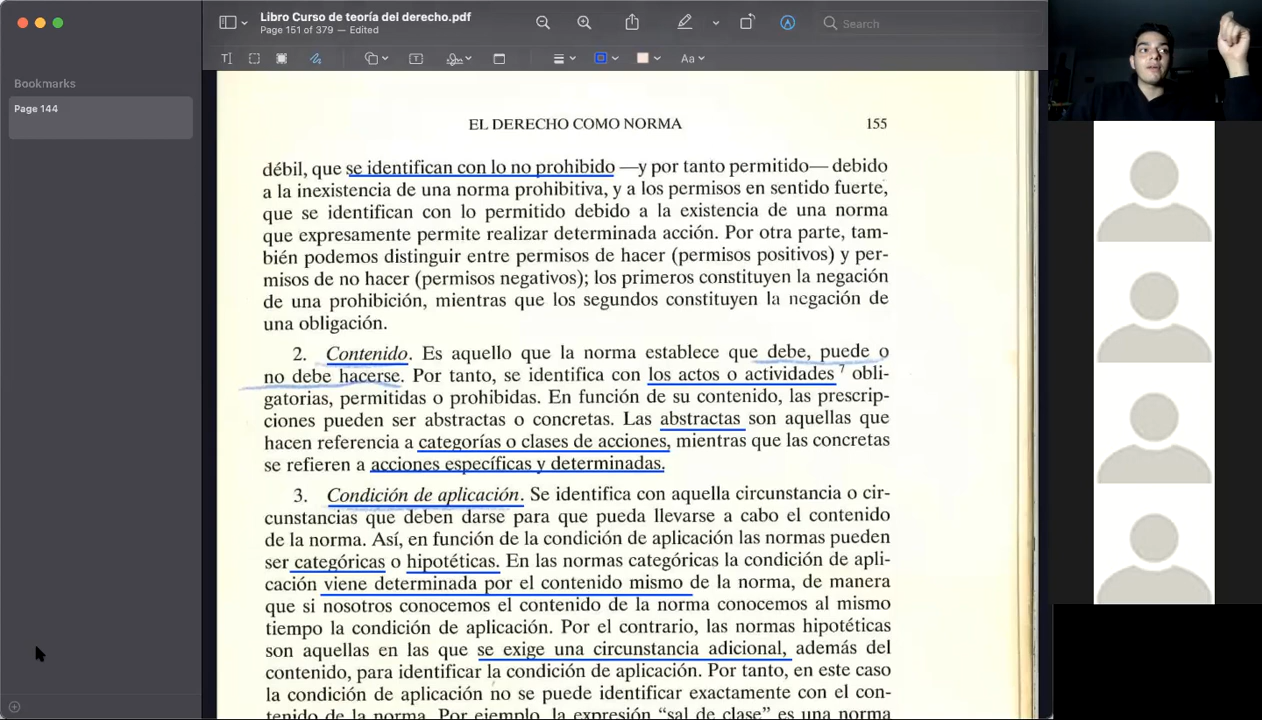 Libro Curso de teoría del derecho.pdf
Page 151 of 379 — Edited
Search
Aa
Bookmarks
Page 144
EL DERECHO COMO NORMA 155
débil, que se identifican con lo no prohibido —y por tanto permitido— debido
a la inexistencia de una norma prohibitiva, y a los permisos en sentido fuerte,
que se identifican con lo permitido debido a la existencia de una norma
que expresamente permite realizar determinada acción. Por otra parte, tam-
bién podemos distinguir entre permisos de hacer (permisos positivos) y per-
misos de no hacer (permisos negativos); los primeros constituyen la negación
de una prohibición, mientras que los segundos constituyen la negación de
una obligación.
2. Contenido. Es aquello que la norma establece que debe, puede o
no debe hacerse. Por tanto, se identifica con los actos o actividades 7 obli-
gatorias, permitidas o prohibidas. En función de su contenido, las prescrip-
ciones pueden ser abstractas o concretas. Las abstractas son aquellas que
hacen referencia a categorías o clases de acciones, mientras que las concretas
se refieren a acciones específicas y determinadas.
3. Condición de aplicación. Se identifica con aquella circunstancia o cir-
cunstancias que deben darse para que pueda llevarse a cabo el contenido
de la norma. Así, en función de la condición de aplicación las normas pueden
ser categóricas o hipotéticas. En las normas categóricas la condición de apli-
cación viene determinada por el contenido mismo de la norma, de manera
que si nosotros conocemos el contenido de la norma conocemos al mismo
tiempo la condición de aplicación. Por el contrario, las normas hipotéticas
son aquellas en las que se exige una circunstancia adicional, además del
contenido, para identificar la condición de aplicación. Por tanto, en este caso
la condición de aplicación no se puede identificar exactamente con el con-
tenido de la norma. Por ejemplo, la expresión “sal de clase” es una norma